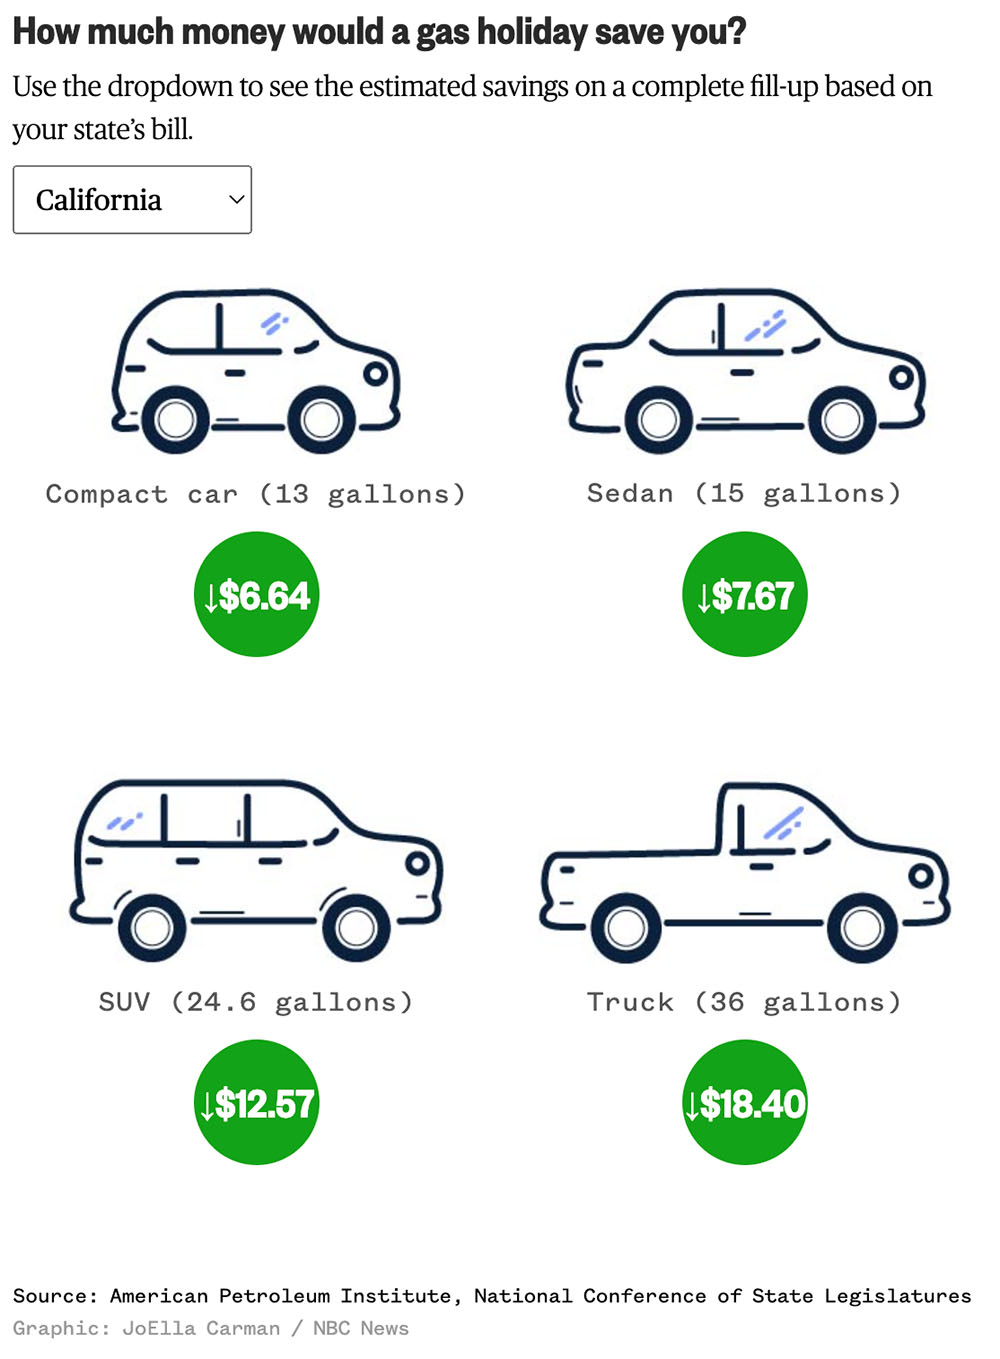 How much money would a gas holiday save you?
Use the dropdown to see the estimated savings on a complete fill-up based on
your state’s bill.
California
Compact car (13 gallons)
Sedan (15 gallons)
↓$6.64
↓$7.67
SUV (24.6 gallons)
Truck (36 gallons)
↓$12.57
↓$18.40
Source: American Petroleum Institute, National Conference of State Legislatures
Graphic: JoElla Carman / NBC News